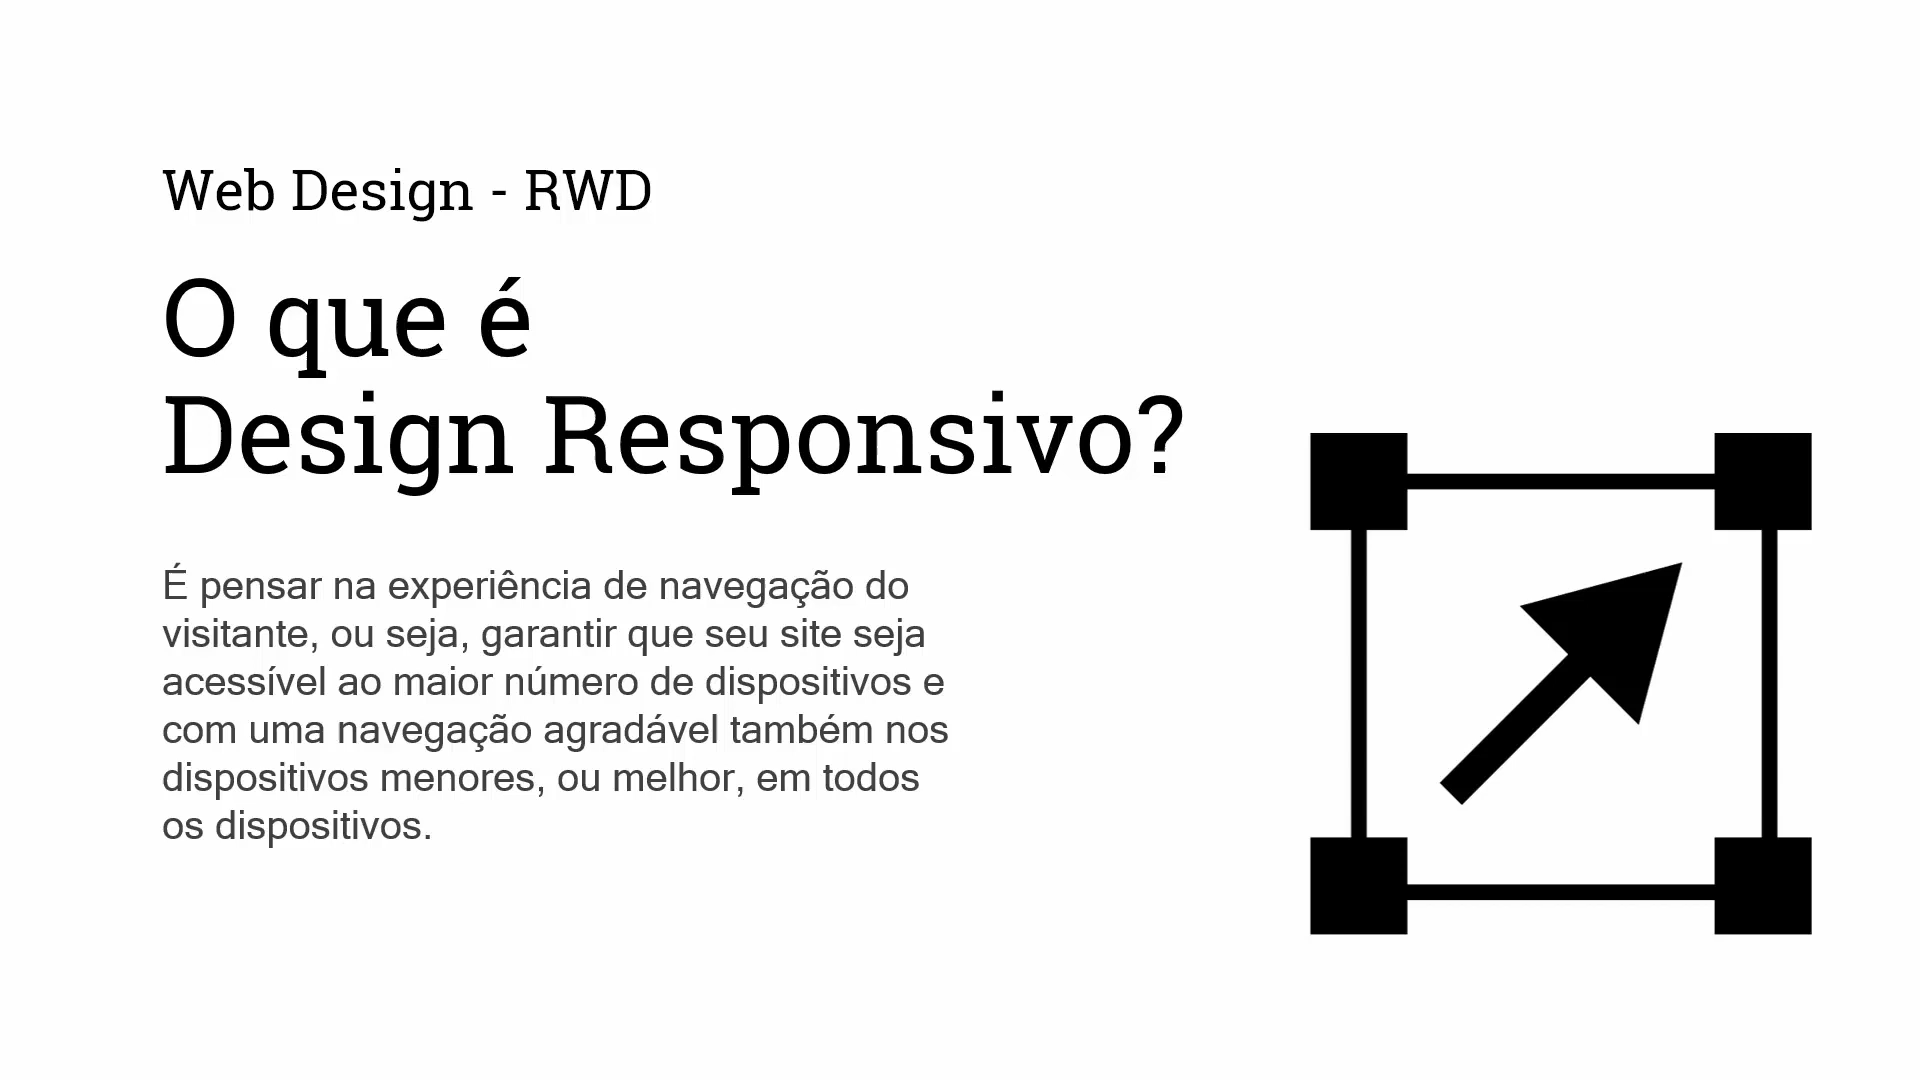 Web Design - RWD
O que é
Design Responsivo?
É pensar na experiência de navegação do
visitante, ou seja, garantir que seu site seja
acessível ao maior número de dispositivos e
com uma navegação agradável também nos
dispositivos menores, ou melhor, em todos
os dispositivos.